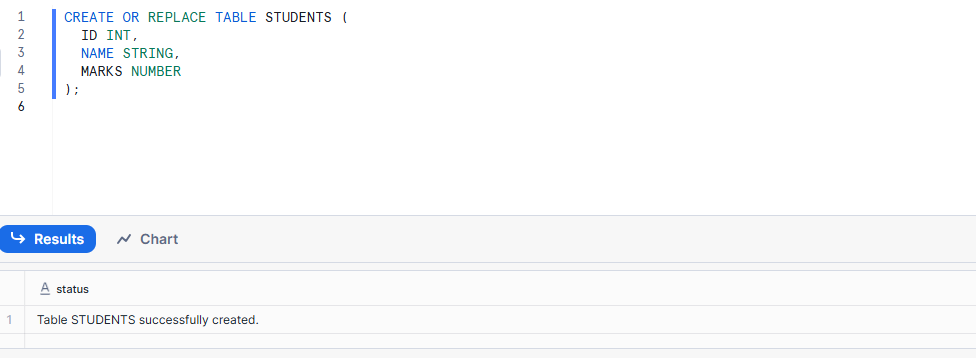 1 CREATE OR REPLACE TABLE STUDENTS (
2 ID INT,
3 NAME STRING,
4 MARKS NUMBER
5 );
6
Results Chart
A status
1 Table STUDENTS successfully created.